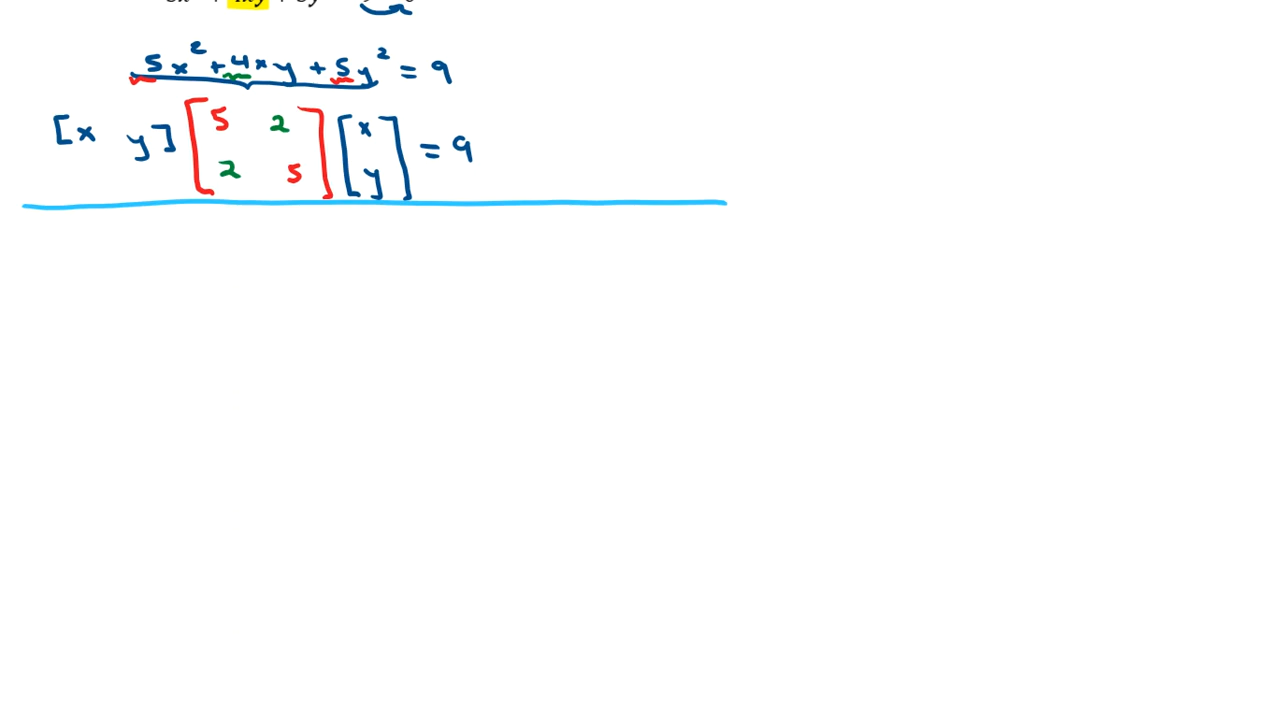 5x² + 4xy + 5y² = 9
[x y] [5 2 2 5] [x y] = 9